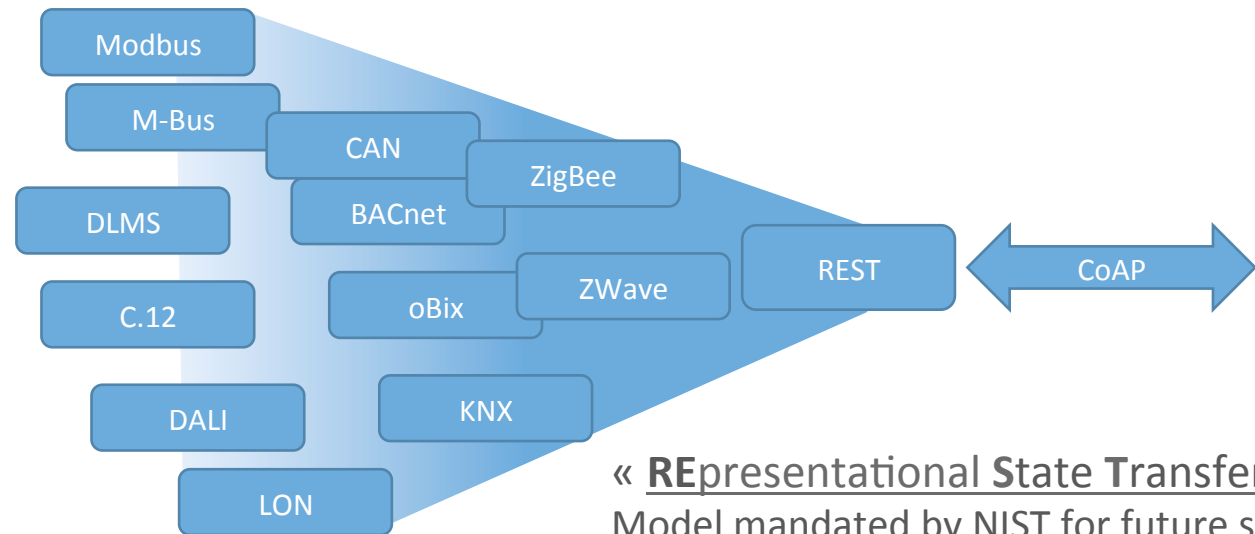 Modbus
M-Bus
CAN
ZigBee
DLMS
BACnet
REST
CoAP
C.12
oBix
ZWave
DALI
KNX
LON
« REpresentational State Transfer
Model mandated by NIST for future s